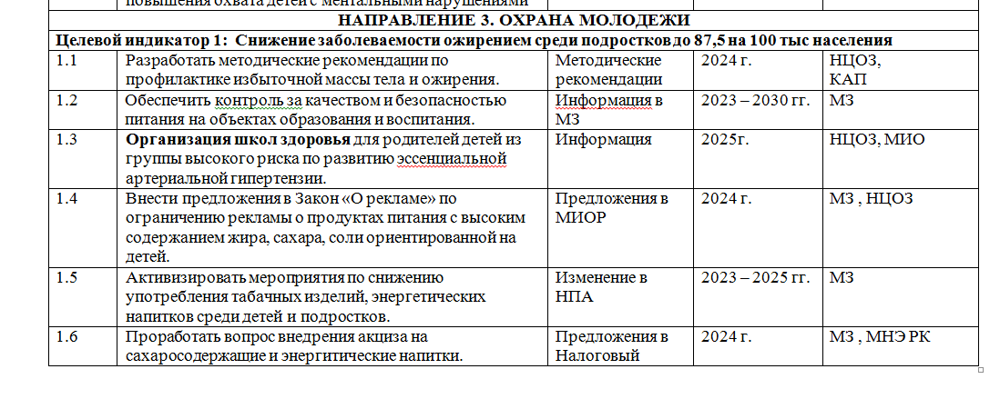 повышения охвата детей с ментальными нарушениями
НАПРАВЛЕНИЕ 3. ОХРАНА МОЛОДЕЖИ
Целевой индикатор 1: Снижение заболеваемости ожирением среди подростков до 87,5 на 100 тыс населения
1.1 Разработать методические рекомендации по Методические 2024 г. НЦОЗ,
профилактике избыточной массы тела и ожирения. рекомендации КАП
1.2 Обеспечить контроль за качеством и безопасностью Информация в 2023 – 2030 гг. МЗ
питания на объектах образования и воспитания. МЗ
1.3 Организация школ здоровья для родителей детей из Информация 2025г. НЦОЗ, МИО
группы высокого риска по развитию эссенциальной
артериальной гипертензии.
1.4 Внести предложения в Закон «О рекламе» по Предложения в 2024 г. МЗ , НЦОЗ
ограничению рекламы о продуктах питания с высоким МИОР
содержанием жира, сахара, соли ориентированной на
детей.
1.5 Активизировать мероприятия по снижению Изменение в 2023 – 2025 гг. МЗ
употребления табачных изделий, энергетических НПА
напитков среди детей и подростков.
1.6 Проработать вопрос внедрения акциза на Предложения в 2024 г. МЗ , МНЭ РК
сахаросодержащие и энергитические напитки. Налоговый